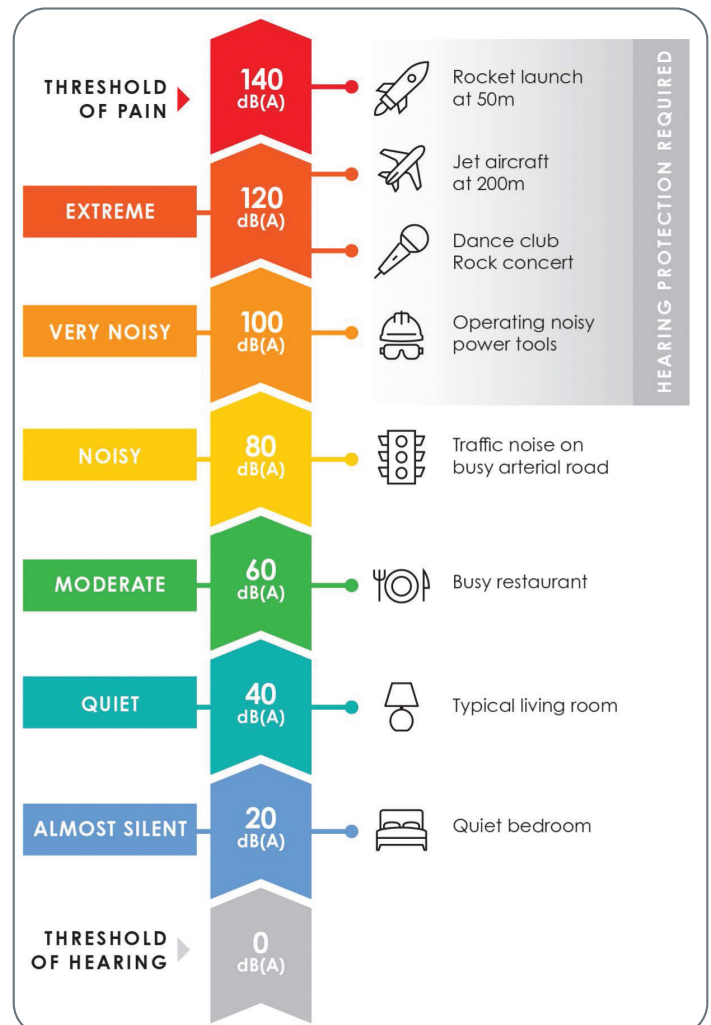 THRESHOLD
OF PAIN
140
dB(A)
Rocket launch
at 50m
HEARING PROTECTION REQUIRED
Jet aircraft
at 200m
EXTREME
120
dB(A)
Dance club
Rock concert
VERY NOISY
100
dB(A)
Operating noisy
power tools
NOISY
80
dB(A)
Traffic noise on
busy arterial road
MODERATE
60
dB(A)
Busy restaurant
QUIET
40
dB(A)
Typical living room
ALMOST SILENT
20
dB(A)
Quiet bedroom
THRESHOLD
OF HEARING
0
dB(A)